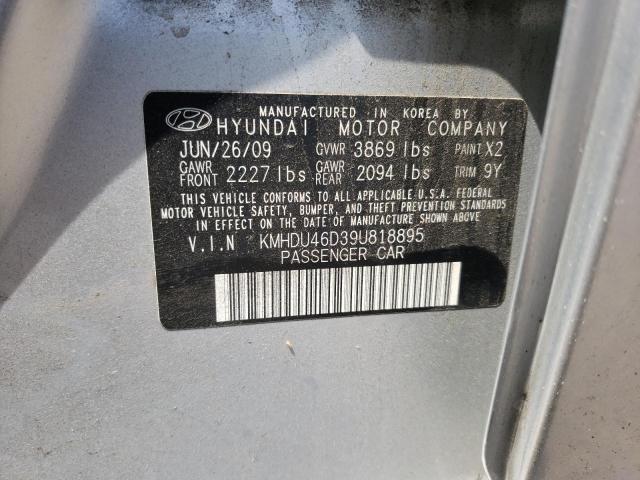 MANUFACTURED IN KOREA BY
HYUNDAI MOTOR COMPANY
JUN/26/09 GVWR 3869 lbs PAINT X2
GAWR FRONT 2227 lbs GAWR REAR 2094 lbs TRIM 9Y
THIS VEHICLE CONFORMS TO ALL APPLICABLE U.S.A. FEDERAL
MOTOR VEHICLE SAFETY, BUMPER, AND THEFT PREVENTION STANDARDS
IN EFFECT ON THE DATE OF MANUFACTURE SHOWN ABOVE.
V.I.N KMHDU46D39U818895
PASSENGER CAR